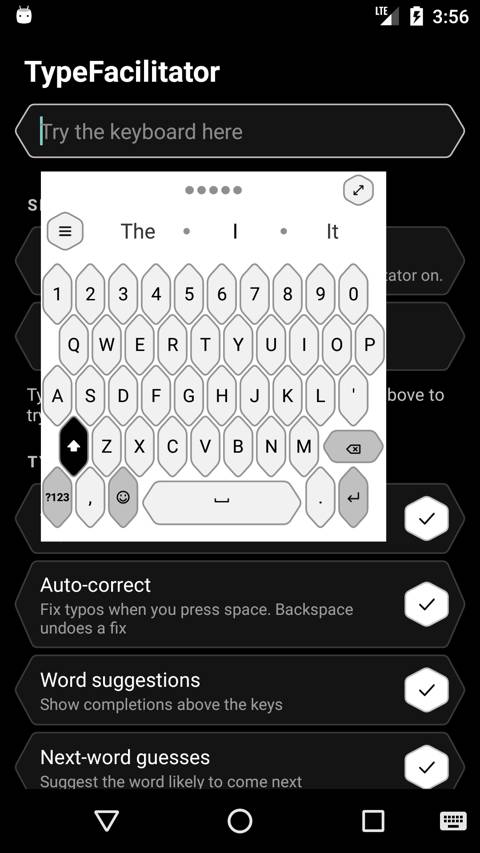 LTE 3:56
TypeFacilitator
Try the keyboard here
The • I • It
1 2 3 4 5 6 7 8 9 0
Q W E R T Y U I O P
A S D F G H J K L '
Z X C V B N M
?123 , .
on.
bove to
Auto-correct
Fix typos when you press space. Backspace
undoes a fix
Word suggestions
Show completions above the keys
Next-word guesses
Suggest the word likely to come next